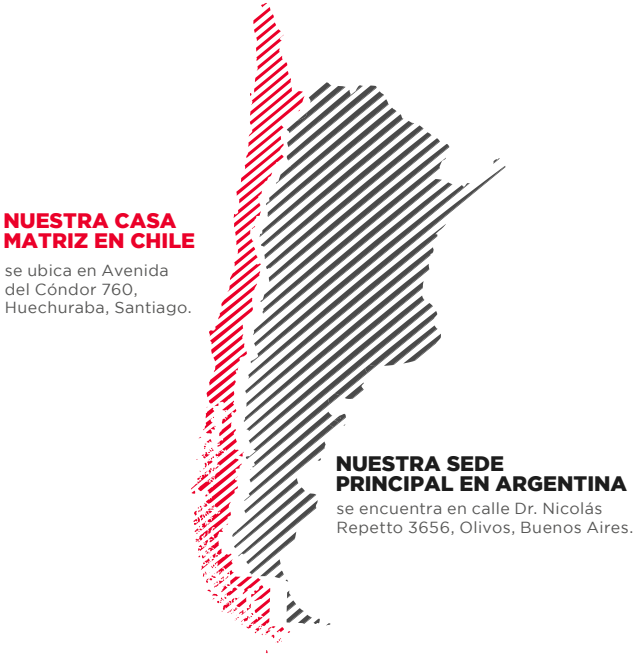 NUESTRA CASA
MATRIZ EN CHILE
se ubica en Avenida
del Cóndor 760,
Huechuraba, Santiago.
NUESTRA SEDE
PRINCIPAL EN ARGENTINA
se encuentra en calle Dr. Nicolás
Repetto 3656, Olivos, Buenos Aires.